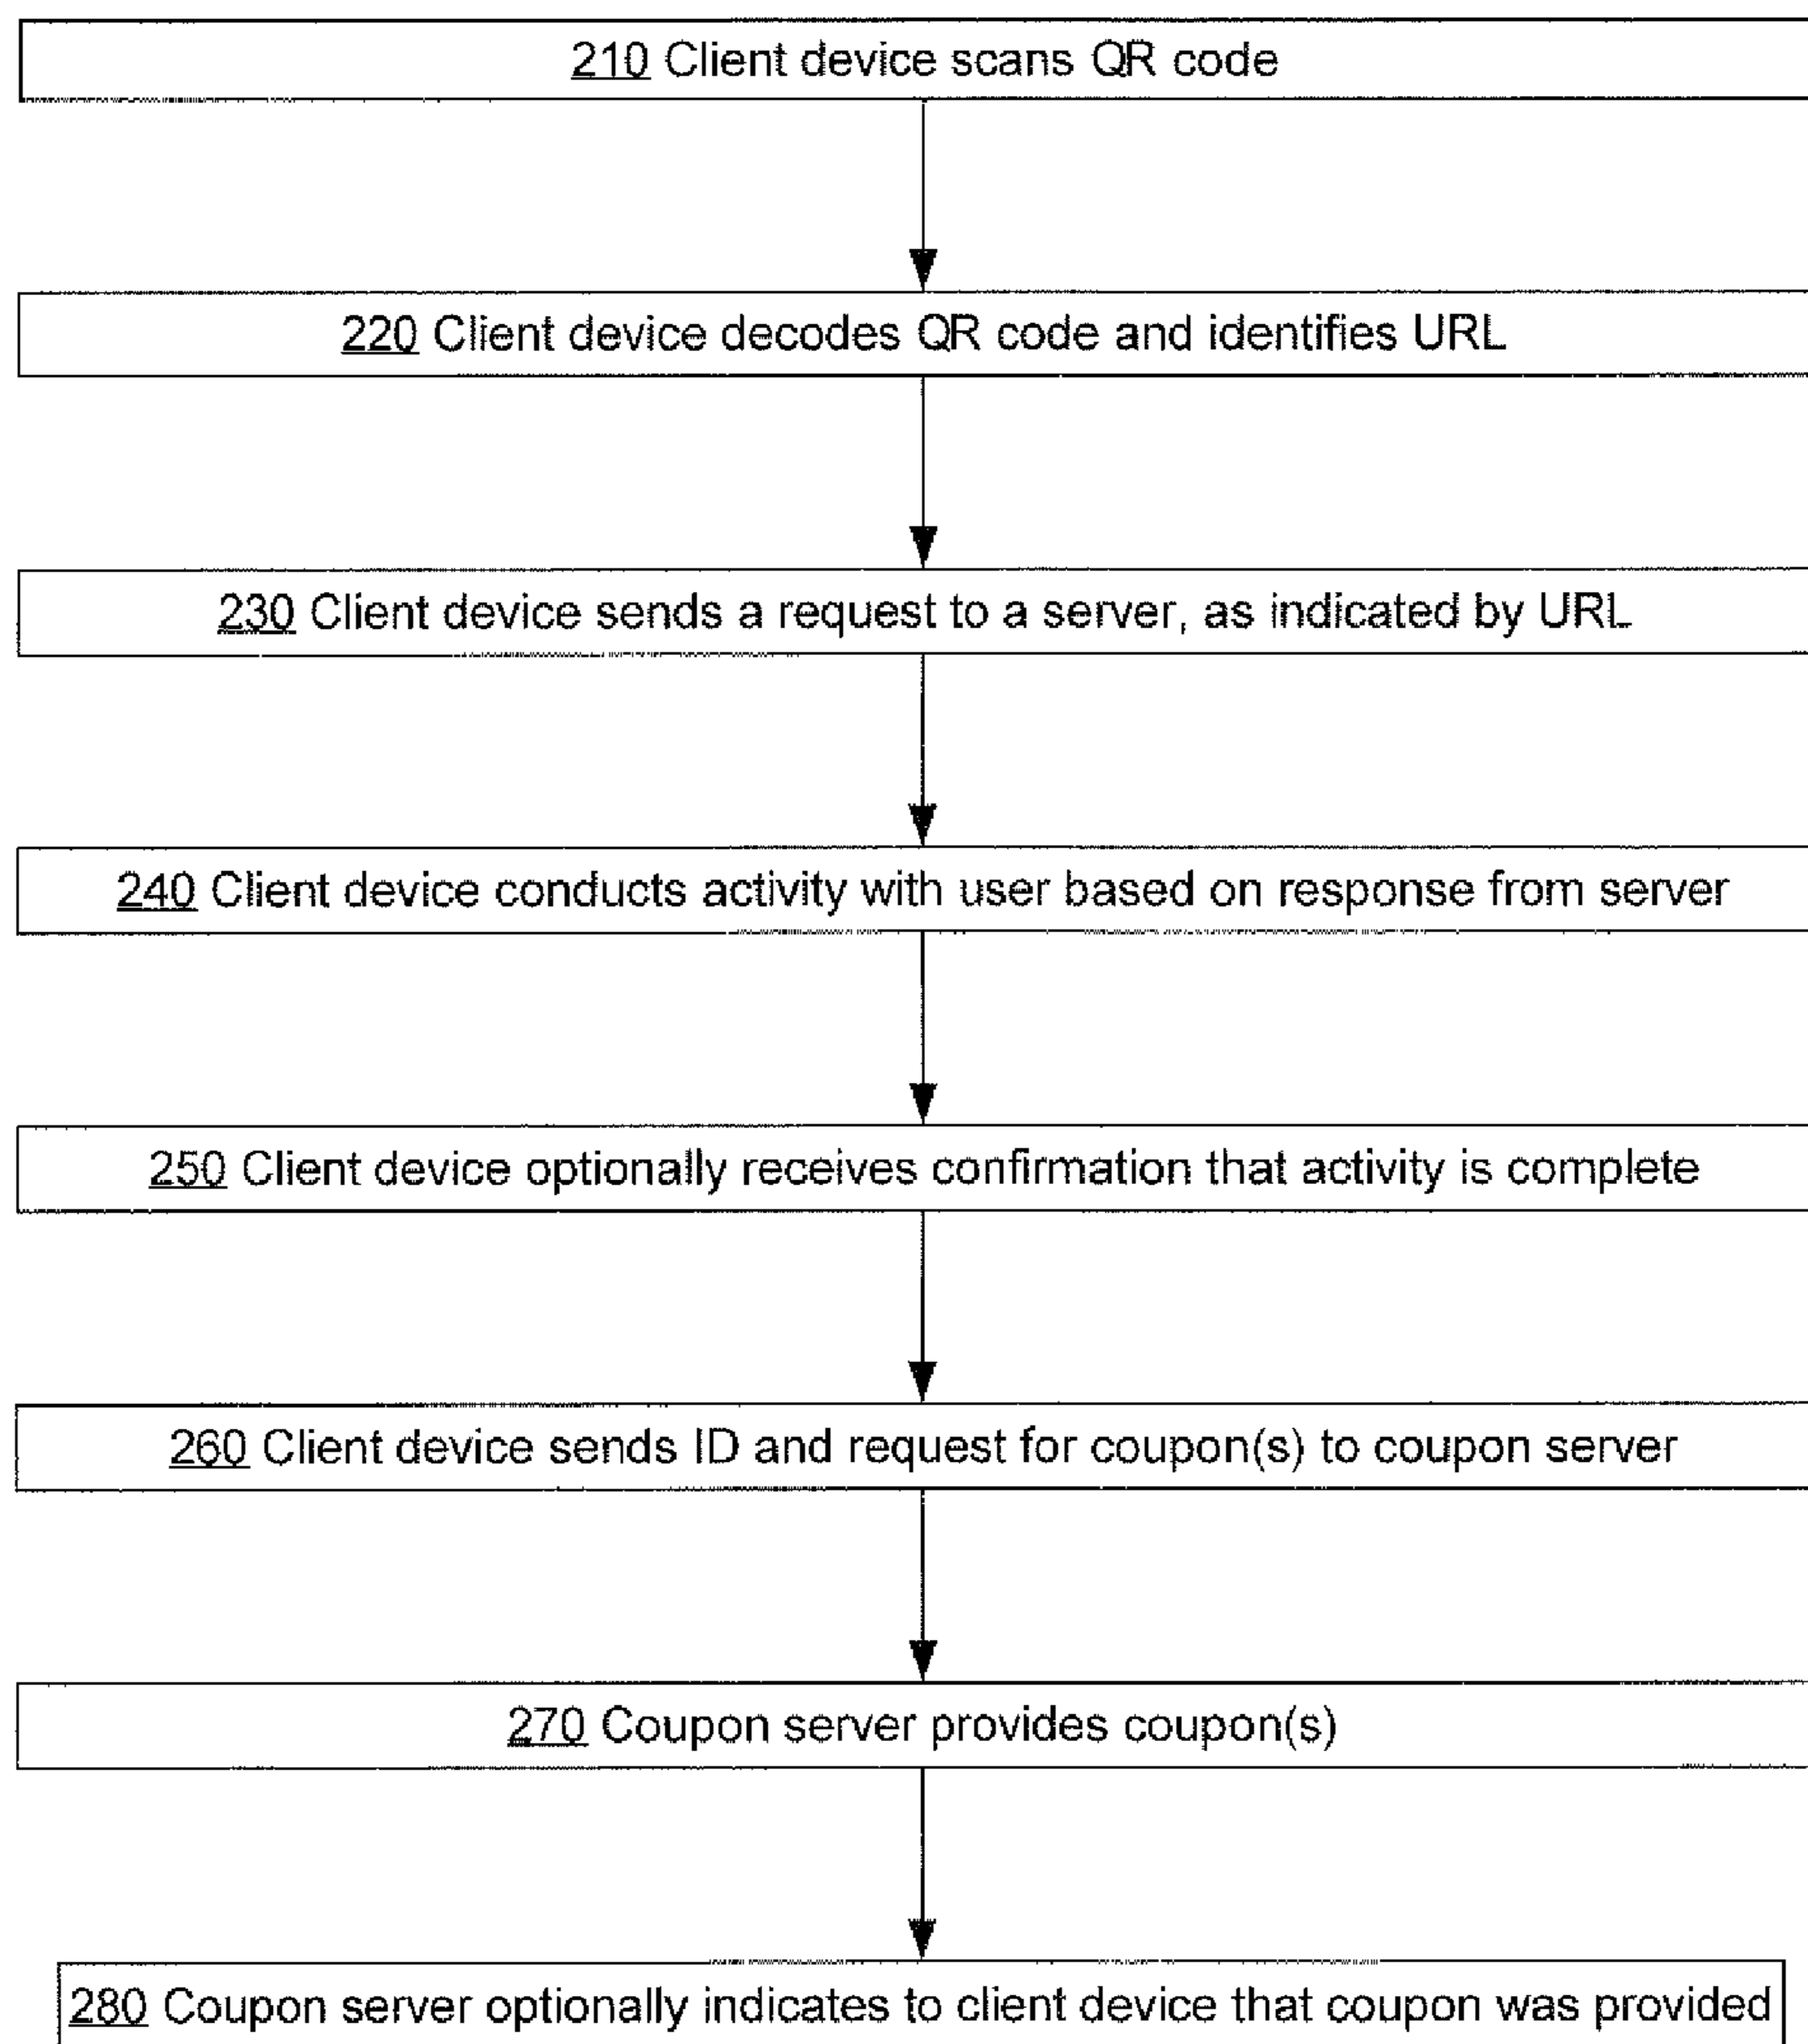 210 Client device scans QR code
220 Client device decodes QR code and identifies URL
230 Client device sends a request to a server, as indicated by URL
240 Client device conducts activity with user based on response from server
250 Client device optionally receives confirmation that activity is complete
260 Client device sends ID and request for coupon(s) to coupon server
270 Coupon server provides coupon(s)
280 Coupon server optionally indicates to client device that coupon was provided